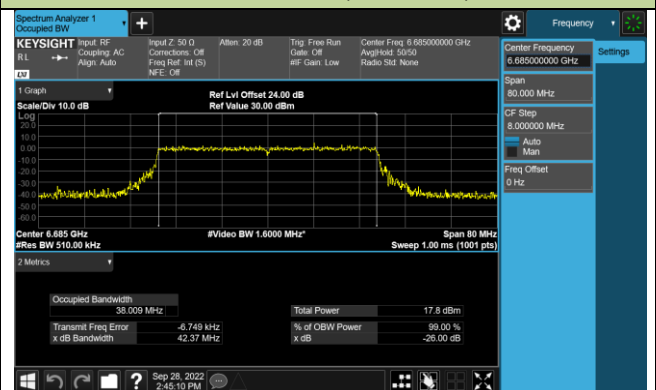 Spectrum Analyzer 1
Occupied BW
Frequency
KEYSIGHT
RL
Input: RF
Coupling: AC
Align: Auto
Input Z: 50 Ω
Corrections: Off
Freq Ref: Int (S)
NFE: Off
Atten: 20 dB
Trig: Free Run
Gate: Off
#IF Gain: Low
Center Freq: 6.685000000 GHz
Avg|Hold: 50/50
Radio Std: None
Center Frequency
6.685000000 GHz
Settings
Span
80.000 MHz
CF Step
8.000000 MHz
Auto
Man
Freq Offset
0 Hz
1 Graph
Scale/Div 10.0 dB
Ref Lvl Offset 24.00 dB
Ref Value 30.00 dBm
Log
20.0
10.0
0.00
-10.0
-20.0
-30.0
-40.0
-50.0
-60.0
Center 6.685 GHz
#Res BW 510.00 kHz
#Video BW 1.6000 MHz*
Span 80 MHz
Sweep 1.00 ms (1001 pts)
2 Metrics
Occupied Bandwidth
38.009 MHz
Total Power 17.8 dBm
Transmit Freq Error -6.749 kHz
% of OBW Power 99.00 %
x dB Bandwidth 42.37 MHz
x dB -26.00 dB
?
Sep 28, 2022
2:45:10 PM